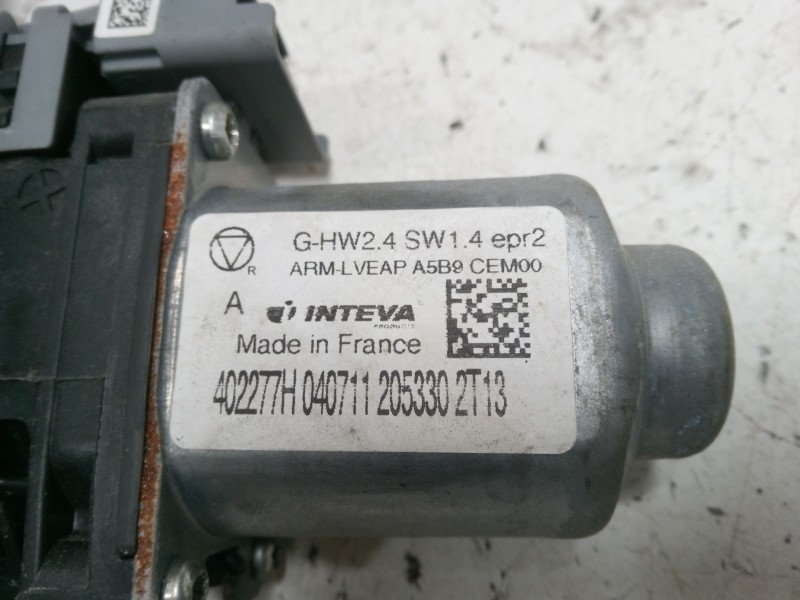 G-HW2.4 SW1.4 epr2
R
ARM-LVEAP A5B9 CEM00
A INTEVA
PRODUCTS
Made in France
402277H 040711 205330 2T13